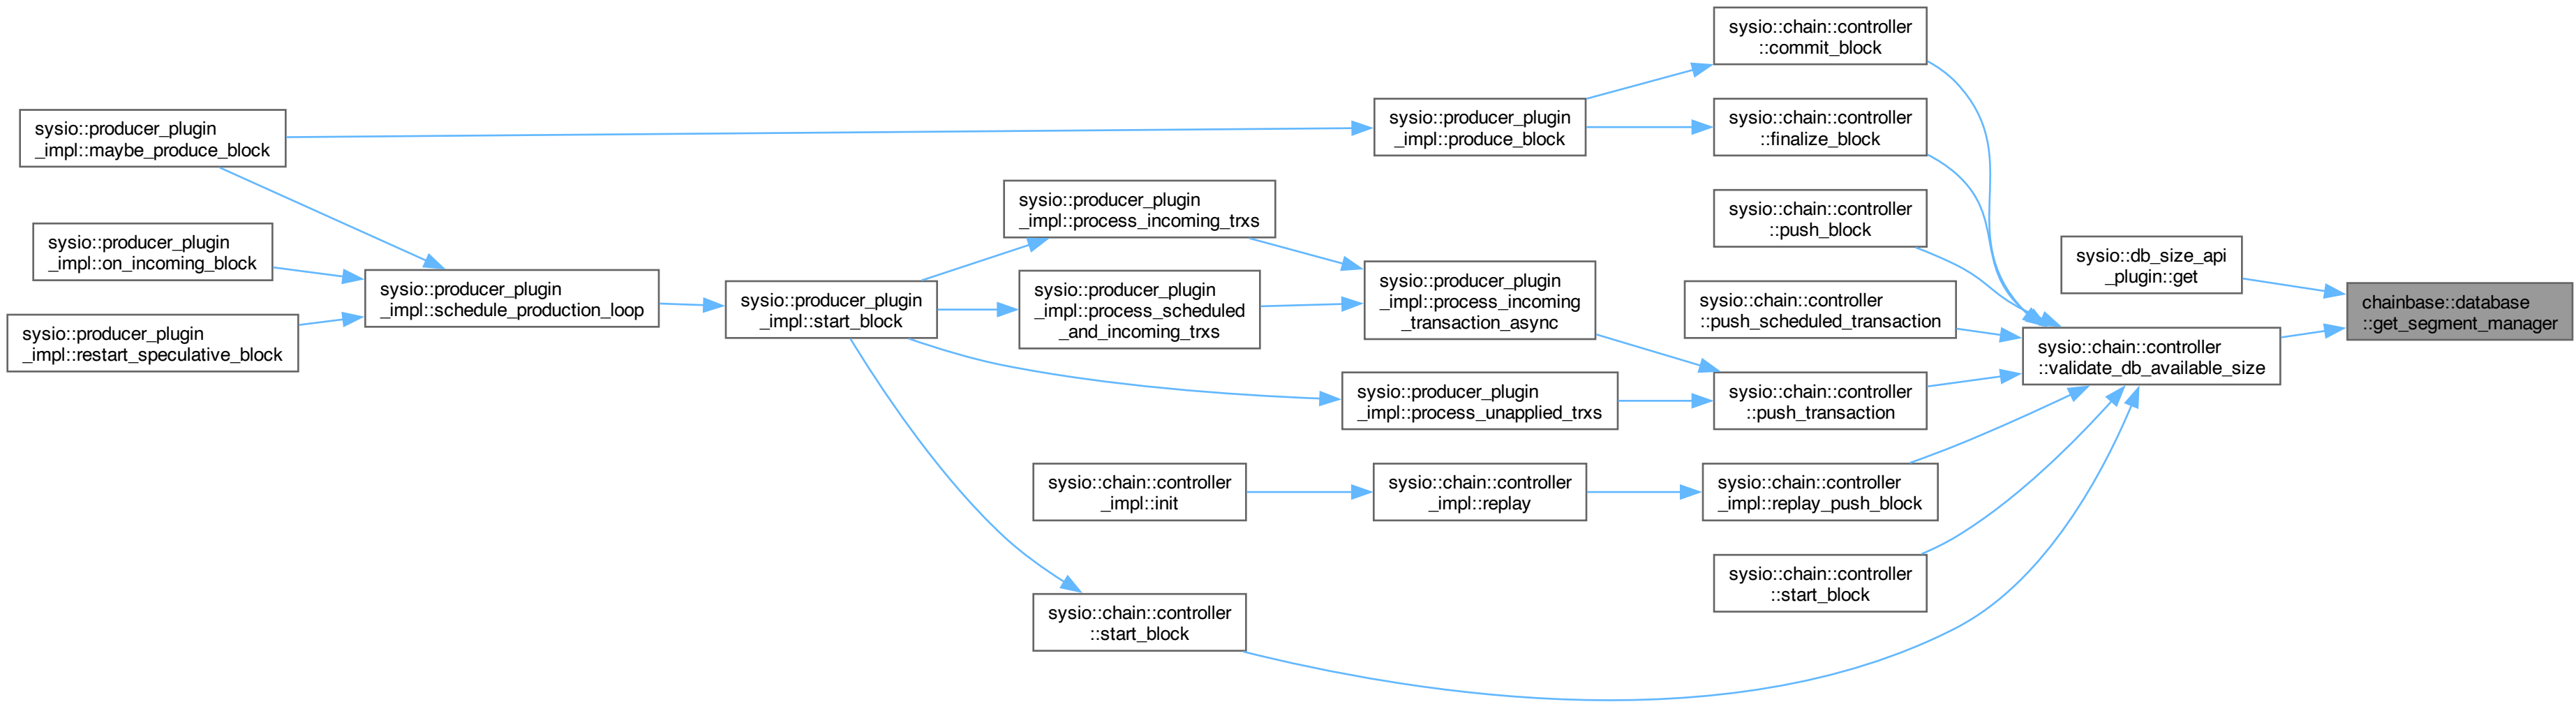 sysio::chain::controller
::commit_block
sysio::producer_plugin
_impl::maybe_produce_block
sysio::producer_plugin
_impl::produce_block
sysio::chain::controller
::finalize_block
sysio::producer_plugin
_impl::process_incoming_trxs
sysio::chain::controller
::push_block
sysio::producer_plugin
_impl::on_incoming_block
sysio::db_size_api
_plugin::get
sysio::producer_plugin
_impl::schedule_production_loop
sysio::producer_plugin
_impl::start_block
sysio::producer_plugin
_impl::process_scheduled
_and_incoming_trxs
sysio::producer_plugin
_impl::process_incoming
_transaction_async
sysio::chain::controller
::push_scheduled_transaction
chainbase::database
::get_segment_manager
sysio::producer_plugin
_impl::restart_speculative_block
sysio::chain::controller
::validate_db_available_size
sysio::producer_plugin
_impl::process_unapplied_trxs
sysio::chain::controller
::push_transaction
sysio::chain::controller
_impl::init
sysio::chain::controller
_impl::replay
sysio::chain::controller
_impl::replay_push_block
sysio::chain::controller
::start_block
sysio::chain::controller
::start_block